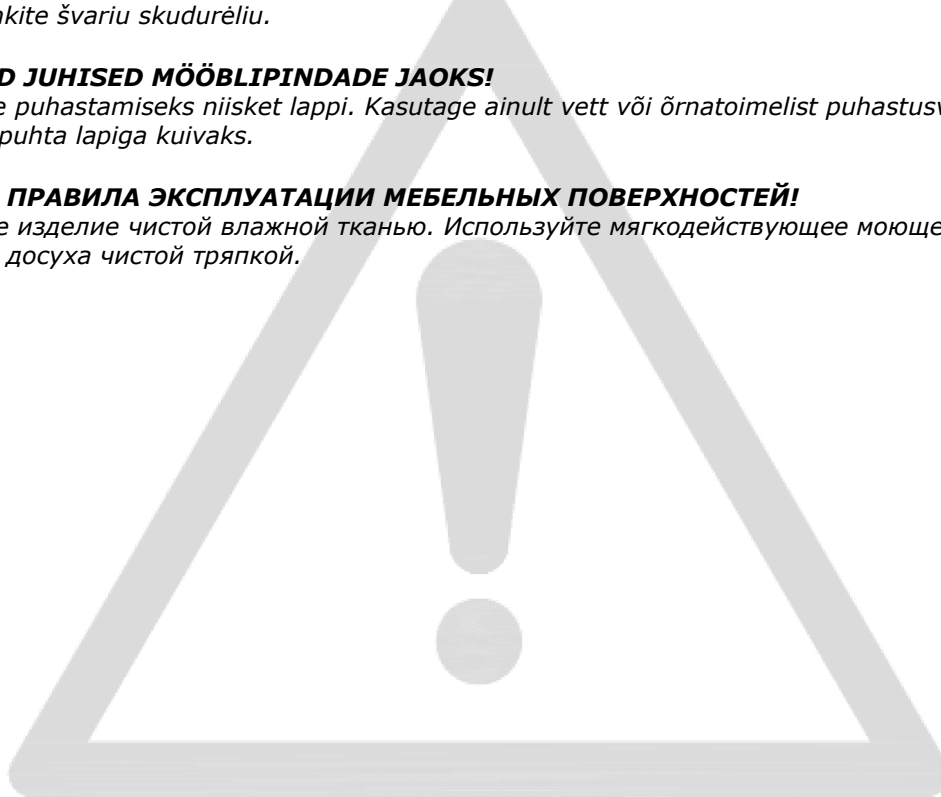 kite švariu skudurėliu.
D JUHISED MÖÖBLIPINDADE JAOKS!
e puhastamiseks niisket lappi. Kasutage ainult vett või õrnatoimelist puhastusv
puhta lapiga kuivaks.
ПРАВИЛА ЭКСПЛУАТАЦИИ МЕБЕЛЬНЫХ ПОВЕРХНОСТЕЙ!
е изделие чистой влажной тканью. Используйте мягкодействующее моюще
досуха чистой тряпкой.